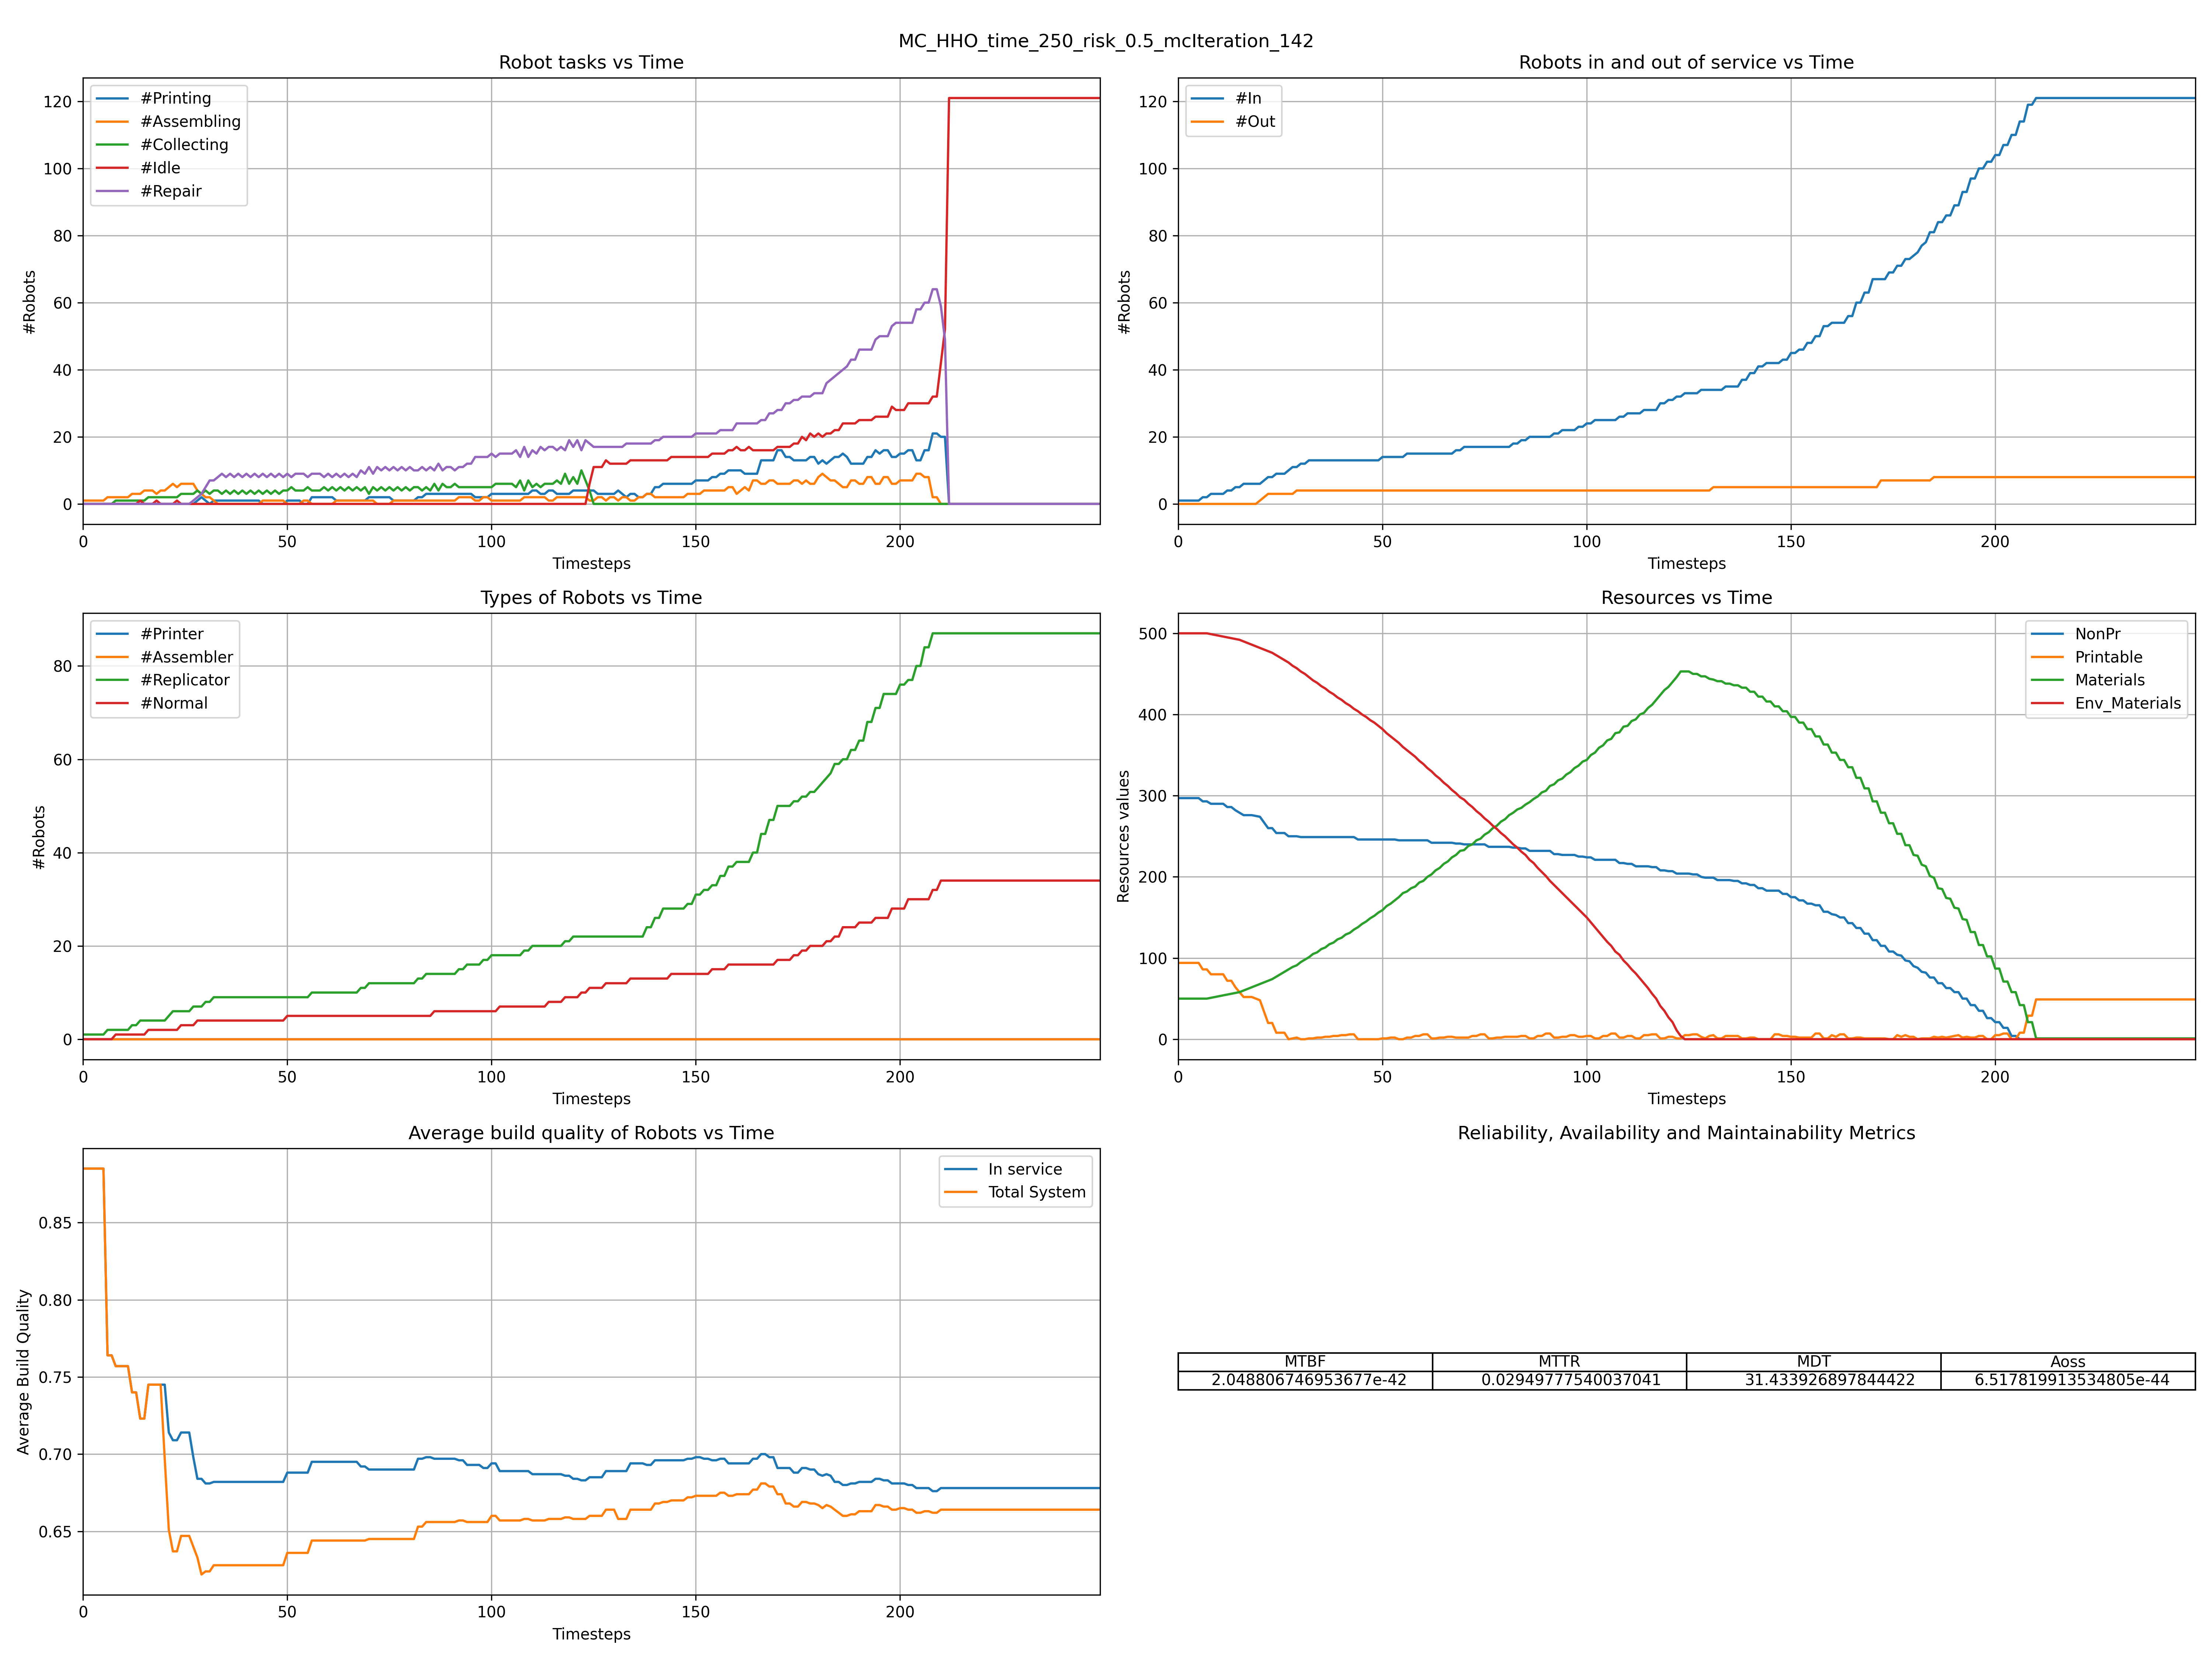 MC_HHO_time_250_risk_0.5_mcIteration_142
Robot tasks vs Time
#Robots
120
100
80
60
40
20
0
#Printing
#Assembling
#Collecting
#Idle
#Repair
0 50 100 150 200
Timesteps
Robots in and out of service vs Time
#Robots
120
100
80
60
40
20
0
#In
#Out
0 50 100 150 200
Timesteps
Types of Robots vs Time
#Robots
80
60
40
20
0
#Printer
#Assembler
#Replicator
#Normal
0 50 100 150 200
Timesteps
Resources vs Time
Resources values
500
400
300
200
100
0
NonPr
Printable
Materials
Env_Materials
0 50 100 150 200
Timesteps
Average build quality of Robots vs Time
Average Build Quality
0.85
0.80
0.75
0.70
0.65
In service
Total System
0 50 100 150 200
Timesteps
Reliability, Availability and Maintainability Metrics
MTBF MTTR MDT Aoss
2.048806746953677e-42 0.02949777540037041 31.433926897844422 6.517819913534805e-44